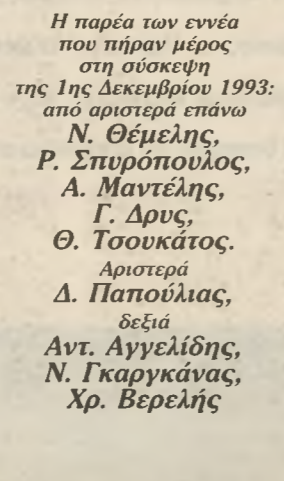 Η παρέα των εννέα
που πήραν μέρος
στη σύσκεψη
της 1ης Δεκεμβρίου 1993:
από αριστερά επάνω
Ν. Θέμελης,
Ρ. Σπυρόπουλος,
Α. Μαντέλης,
Γ. Δρυς,
Θ. Τσουκάτος.
Αριστερά
Δ. Παπούλιας,
δεξιά
Αντ. Αγγελίδης,
Ν. Γκαργκάνας,
Χρ. Βερελής